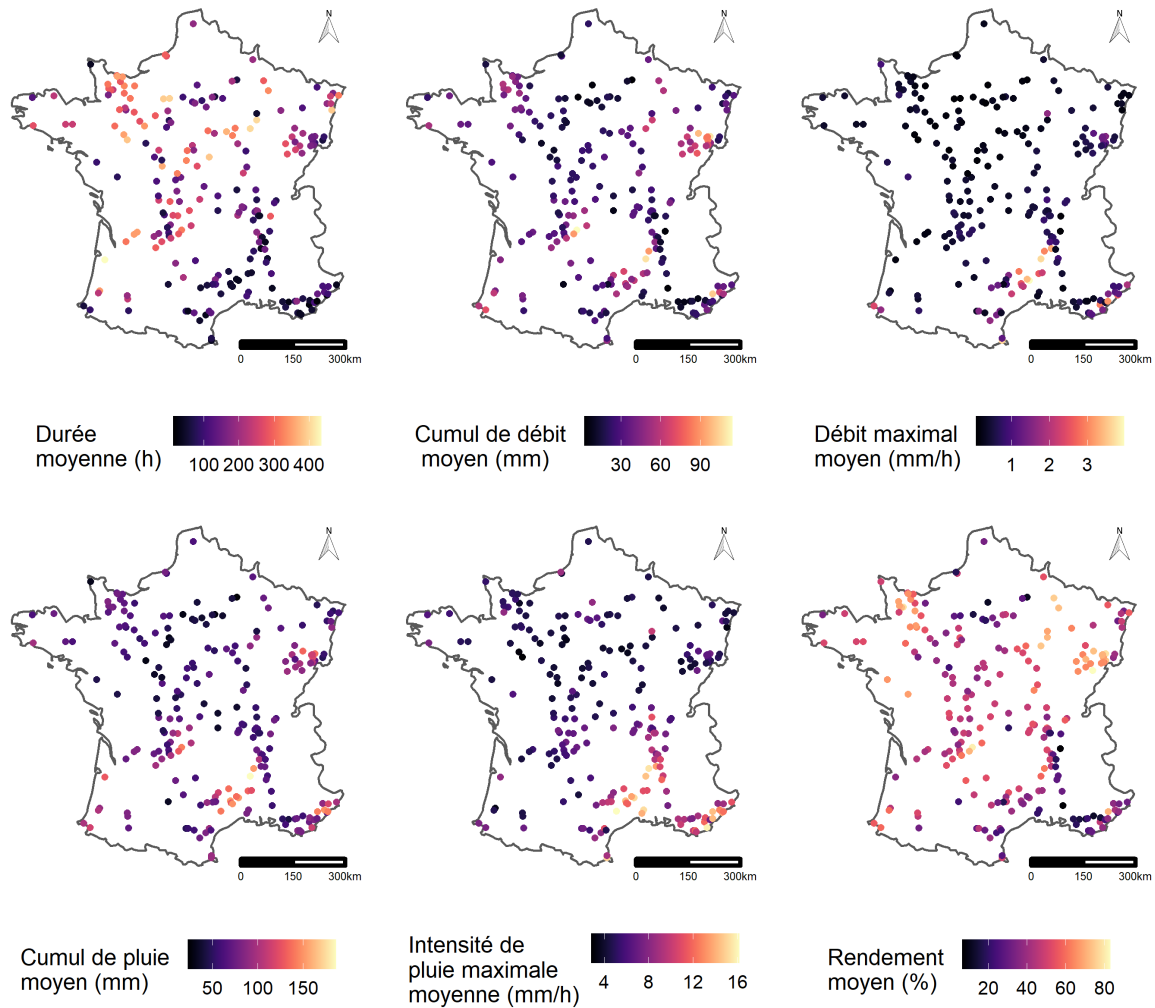 N
N
N
0 150 300km
0 150 300km
0 150 300km
Durée
moyenne (h)
100 200 300 400
Cumul de débit
moyen (mm)
30 60 90
Débit maximal
moyen (mm/h)
1 2 3
N
N
N
0 150 300km
0 150 300km
0 150 300km
Cumul de pluie
moyen (mm)
50 100 150
Intensité de
pluie maximale
moyenne (mm/h)
4 8 12 16
Rendement
moyen (%)
20 40 60 80